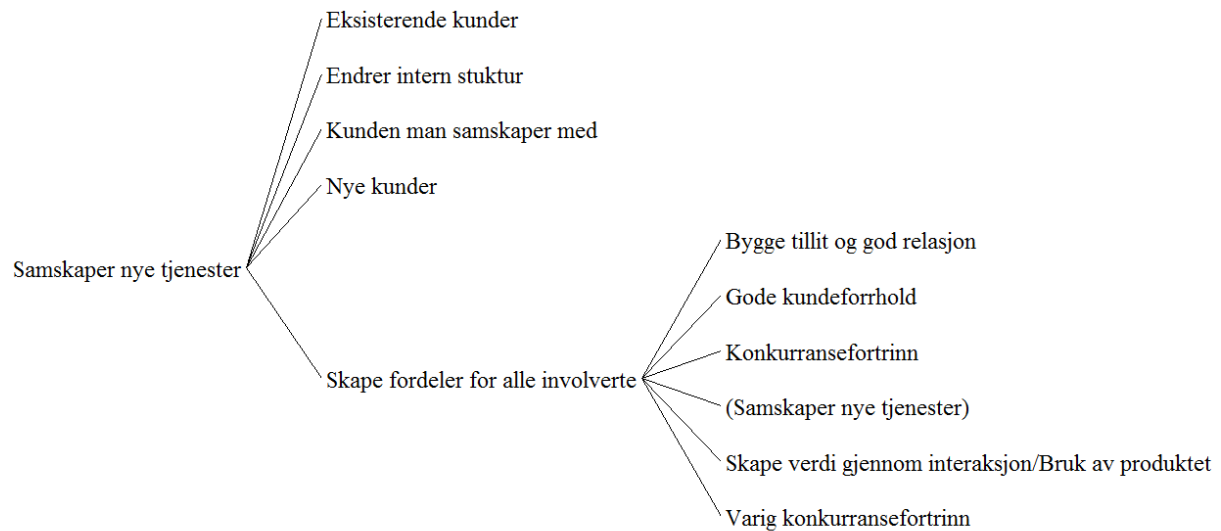 Eksisterende kunder
Endrer intern stuktur
Kunden man samskaper med
Nye kunder
Bygge tillit og god relasjon
Samskaper nye tjenester
Gode kundeforrhold
Konkurransefortrinn
Skape fordeler for alle involverte
(Samskaper nye tjenester)
Skape verdi gjennom interaksjon/Bruk av produktet
Varig konkurransefortrinn